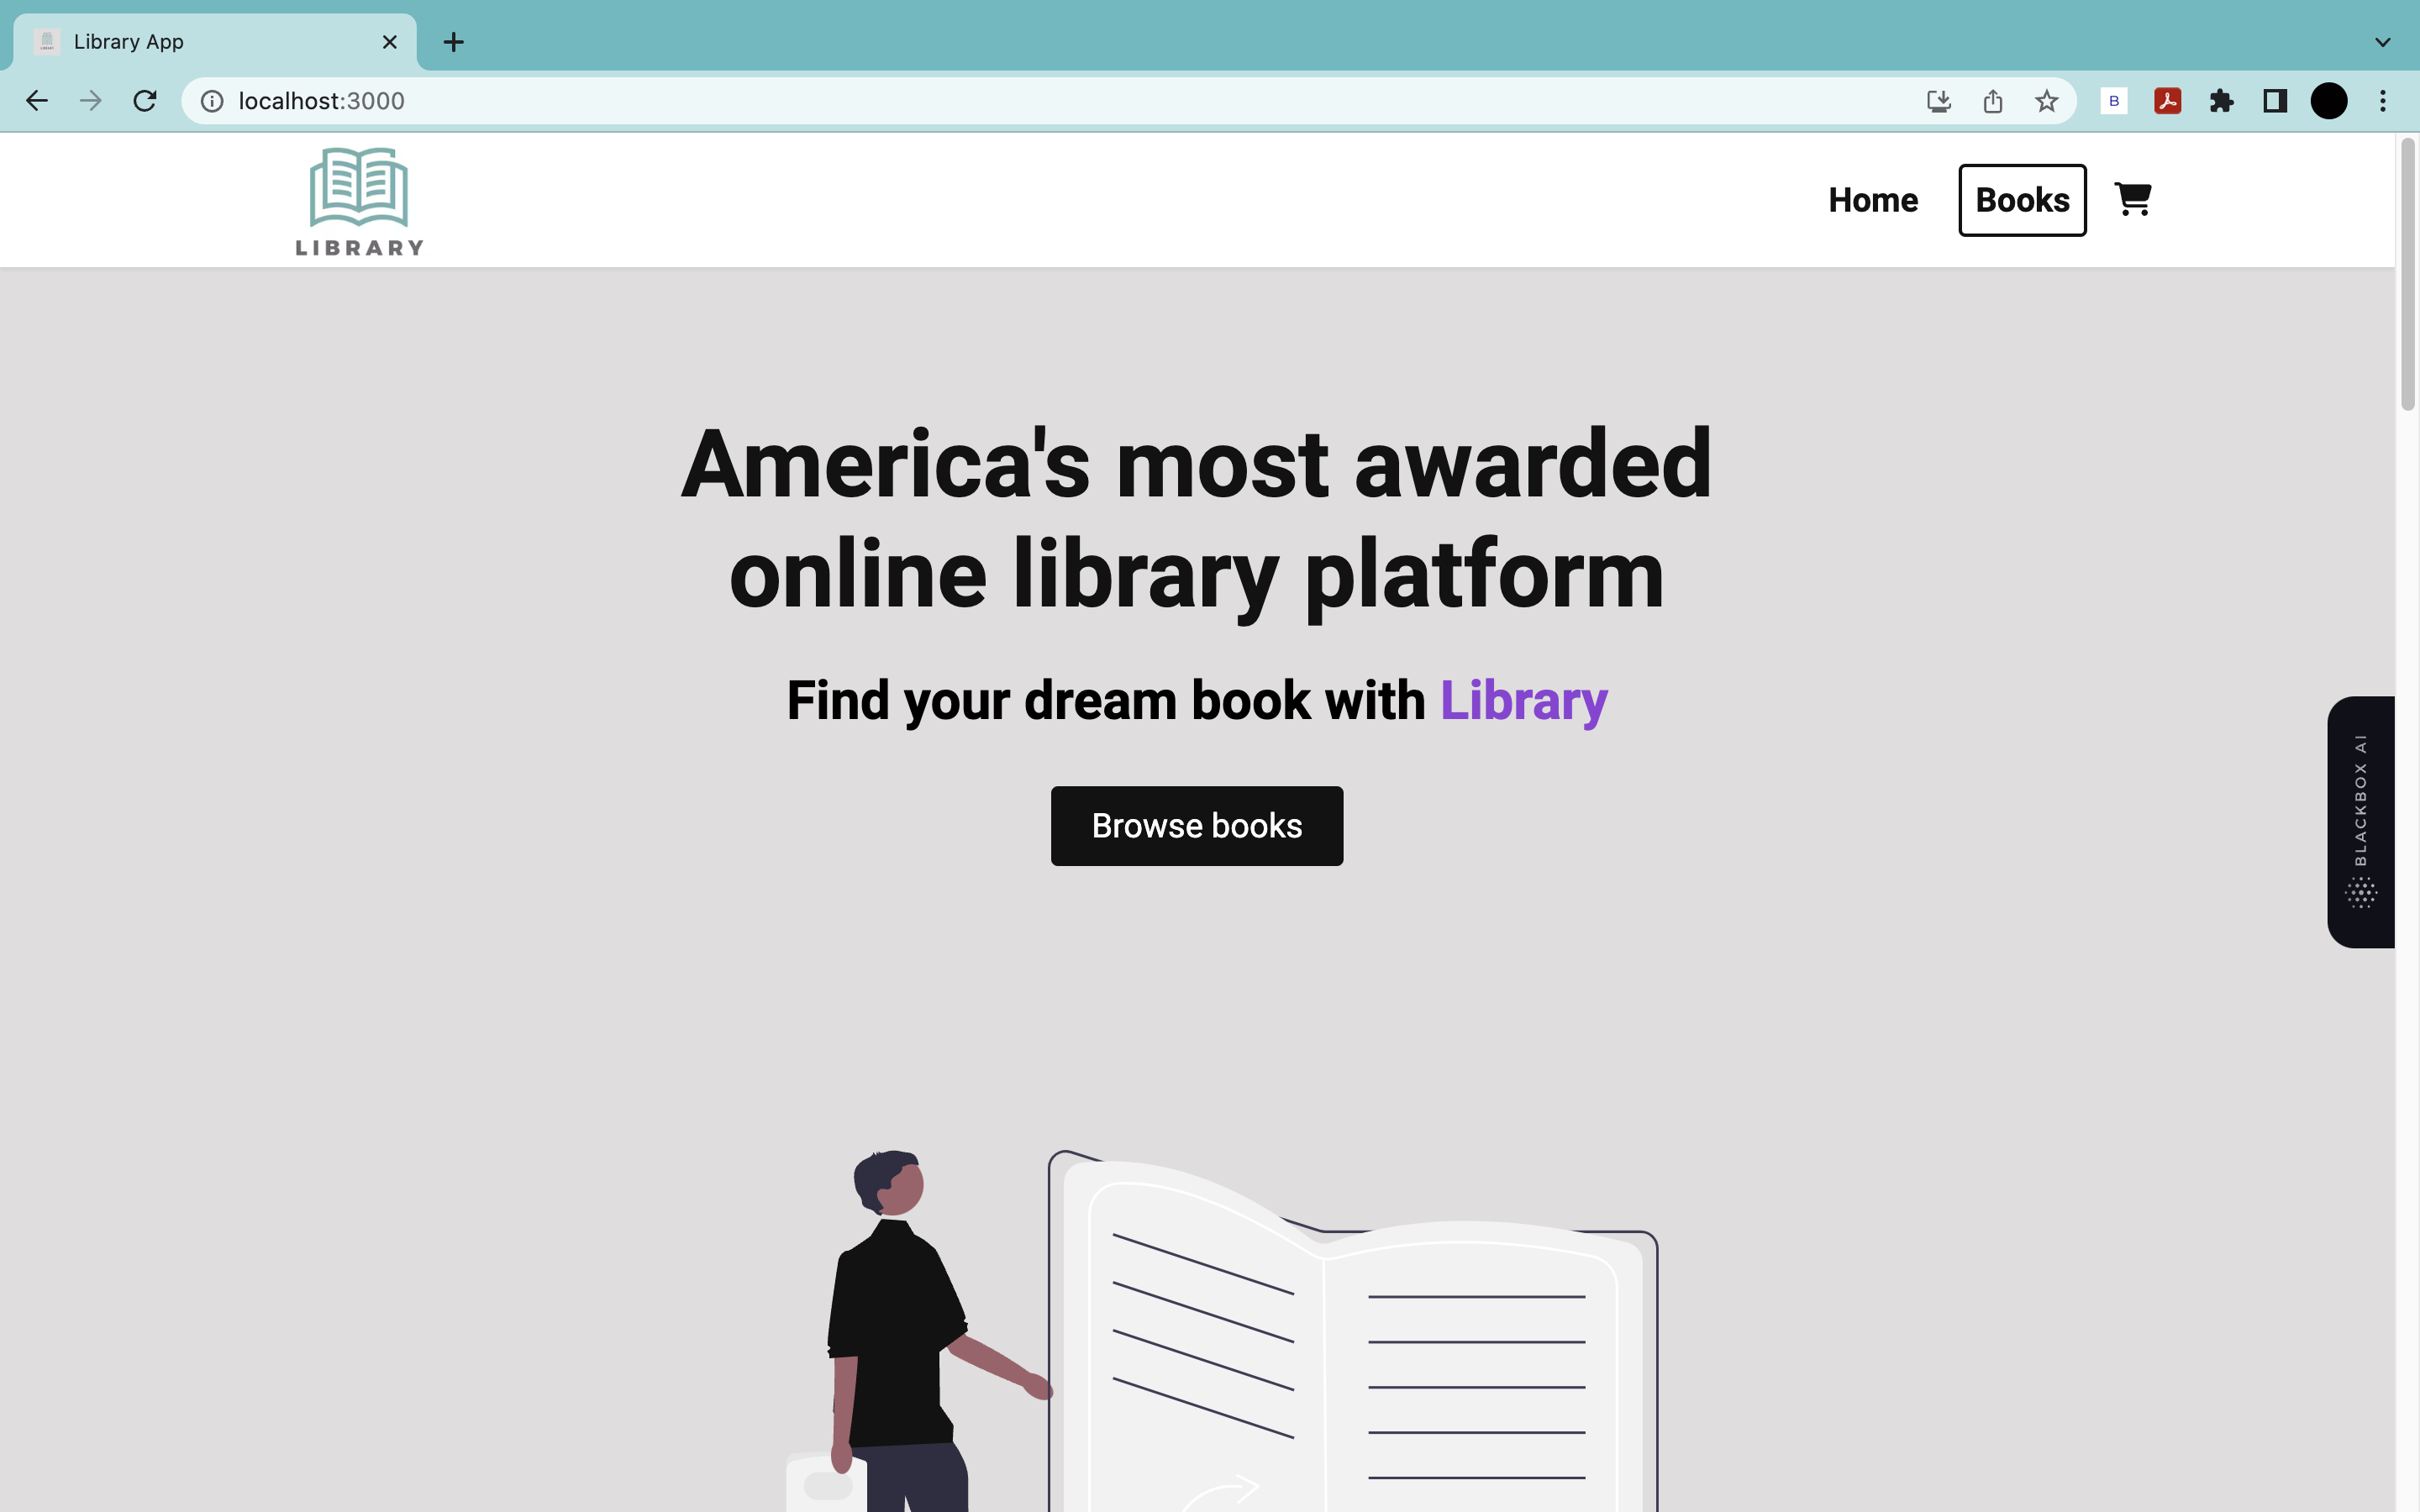 Library App
localhost:3000
B
LIBRARY
Home
Books
America's most awarded
online library platform
Find your dream book with Library
Browse books
BLACKBOX AI